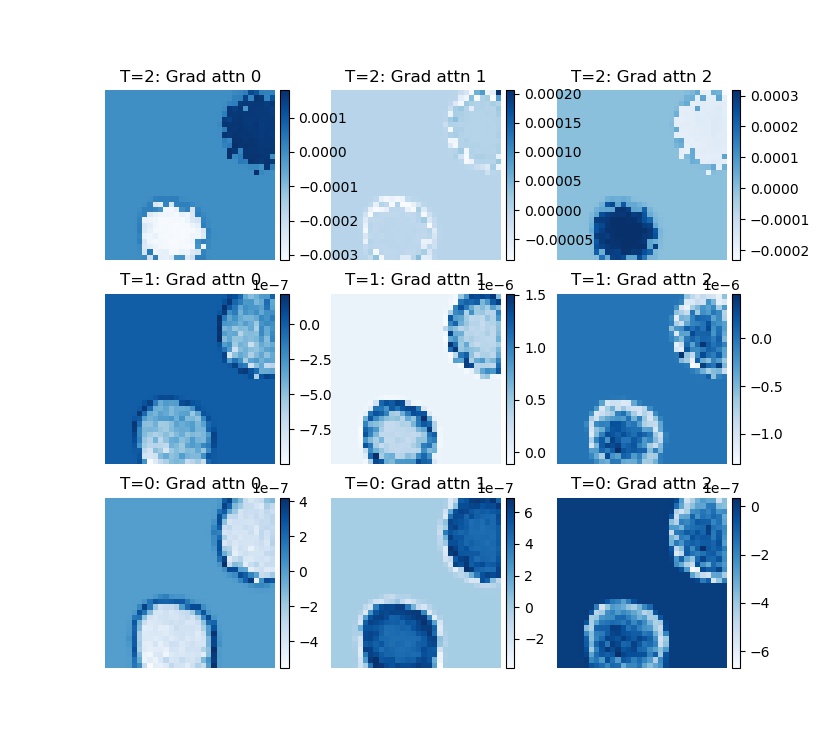 T=2: Grad attn 0
0.0001
0.0000
−0.0001
−0.0002
−0.0003
T=2: Grad attn 1
0.00020
0.00015
0.00010
0.00005
0.00000
−0.00005
T=2: Grad attn 2
0.0003
0.0002
0.0001
0.0000
−0.0001
−0.0002
T=1: Grad attn 0
1e−7
0.0
−2.5
−5.0
−7.5
T=1: Grad attn 1
1e−6
1.5
1.0
0.5
0.0
T=1: Grad attn 2
1e−6
0.0
−0.5
−1.0
T=0: Grad attn 0
1e−7
4
2
0
−2
−4
T=0: Grad attn 1
1e−7
6
4
2
0
−2
T=0: Grad attn 2
1e−7
0
−2
−4
−6